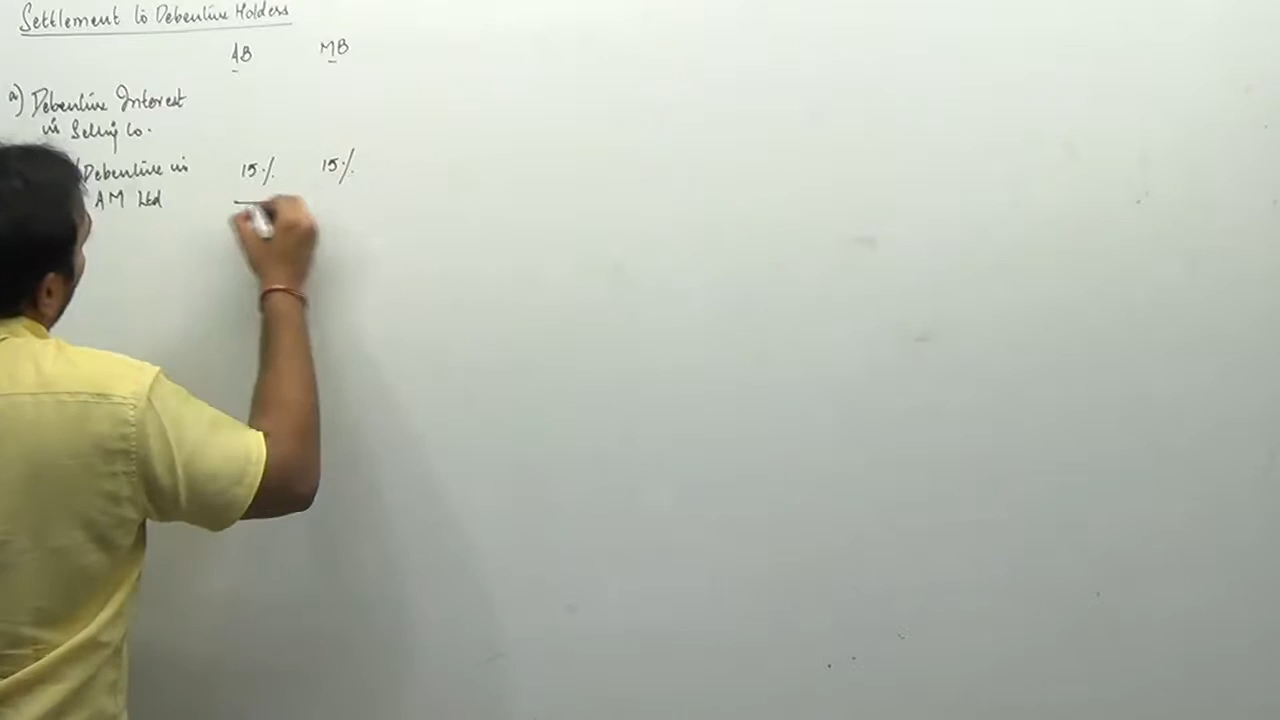 Settlement to Debenture Holders
AB MB
a) Debenture Interest
in Selling Co.
Debenture in 15% 15%
AM Ltd